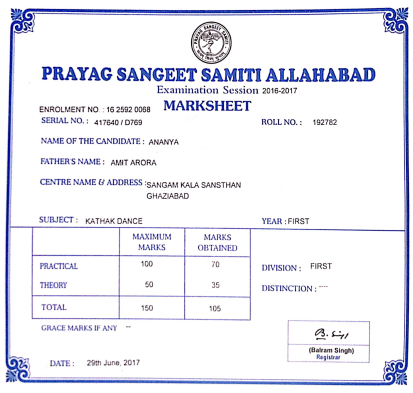 PRAYAG SANGEET SAMITI
PRAYAG SANGEET SAMITI ALLAHABAD
Examination Session 2016-2017
MARKSHEET
ENROLMENT NO. : 16 2592 0068
SERIAL NO. : 417640 / D769 ROLL NO. : 192782
NAME OF THE CANDIDATE : ANANYA
FATHER'S NAME : AMIT ARORA
CENTRE NAME & ADDRESS : SANGAM KALA SANSTHAN
GHAZIABAD
SUBJECT : KATHAK DANCE YEAR : FIRST
MAXIMUM MARKS MARKS OBTAINED
PRACTICAL 100 70
THEORY 50 35
TOTAL 150 105
DIVISION : FIRST
DISTINCTION : ----
GRACE MARKS IF ANY --
(Balram Singh)
Registrar
DATE : 29th June, 2017